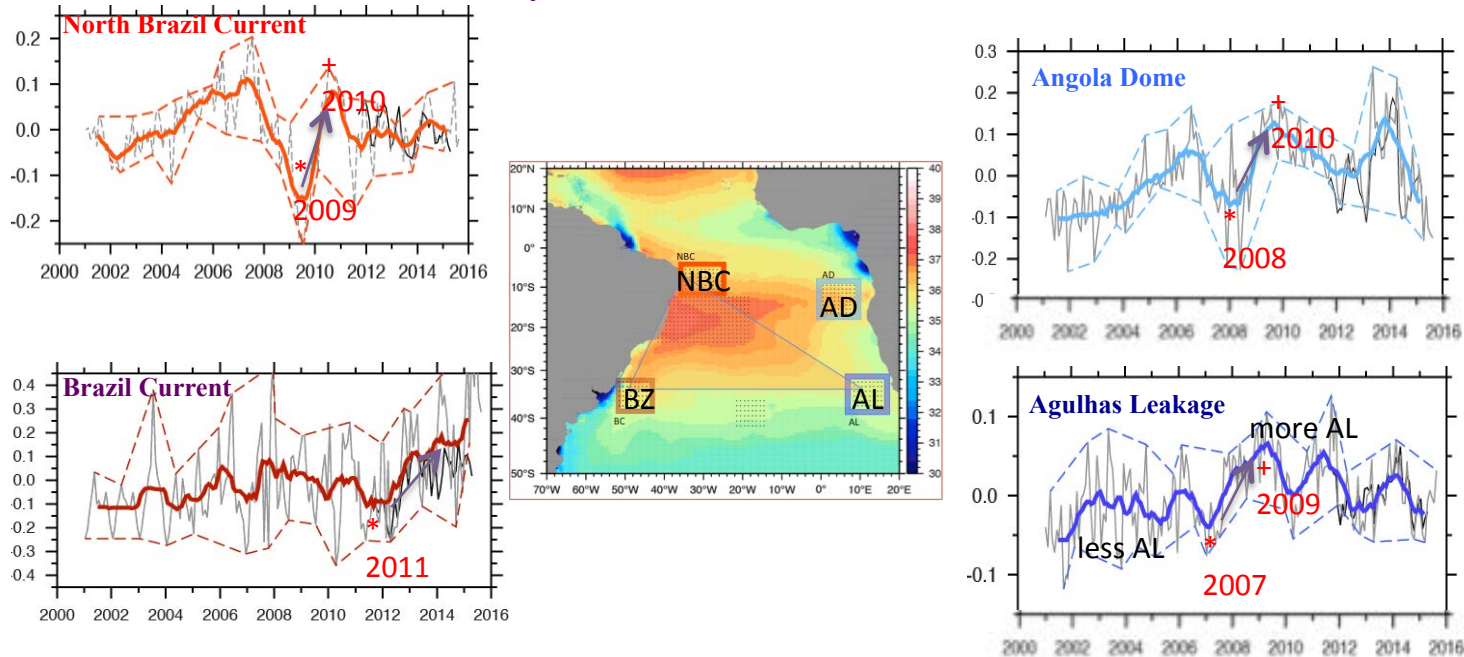 North Brazil Current
0.2
0.1
0.0
-0.1
-0.2
2010
2009
2000 2002 2004 2006 2008 2010 2012 2014 2016
Brazil Current
0.4
0.3
0.2
0.1
0.0
-0.1
-0.2
-0.3
-0.4
2011
2000 2002 2004 2006 2008 2010 2012 2014 2016
20°N
10°N
0°
10°S
20°S
30°S
40°S
50°S
70°W 60°W 50°W 40°W 30°W 20°W 10°W 0° 10°E 20°E
NBC
NBC
AD
AD
BZ
BC
AL
AL
40
39
38
37
36
35
34
33
32
31
30
Angola Dome
0.3
0.2
0.1
0.0
-0.1
-0.2
-0
2010
2008
2000 2002 2004 2006 2008 2010 2012 2014 2016
Agulhas Leakage
0.1
0.0
-0.1
more AL
2009
less AL
2007
2000 2002 2004 2006 2008 2010 2012 2014 2016